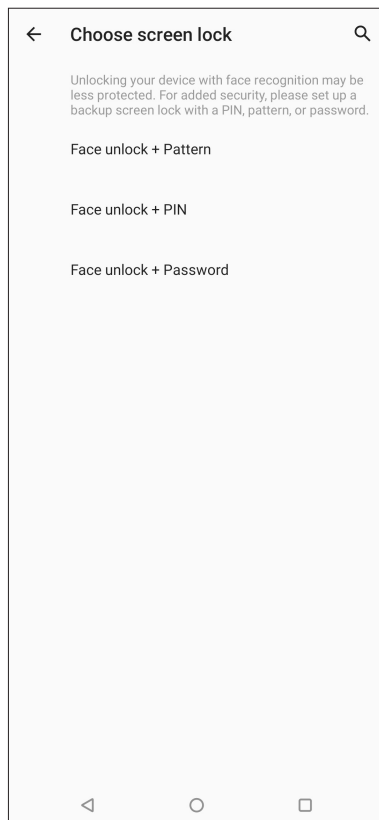 Choose screen lock
Unlocking your device with face recognition may be
less protected. For added security, please set up a
backup screen lock with a PIN, pattern, or password.
Face unlock + Pattern
Face unlock + PIN
Face unlock + Password